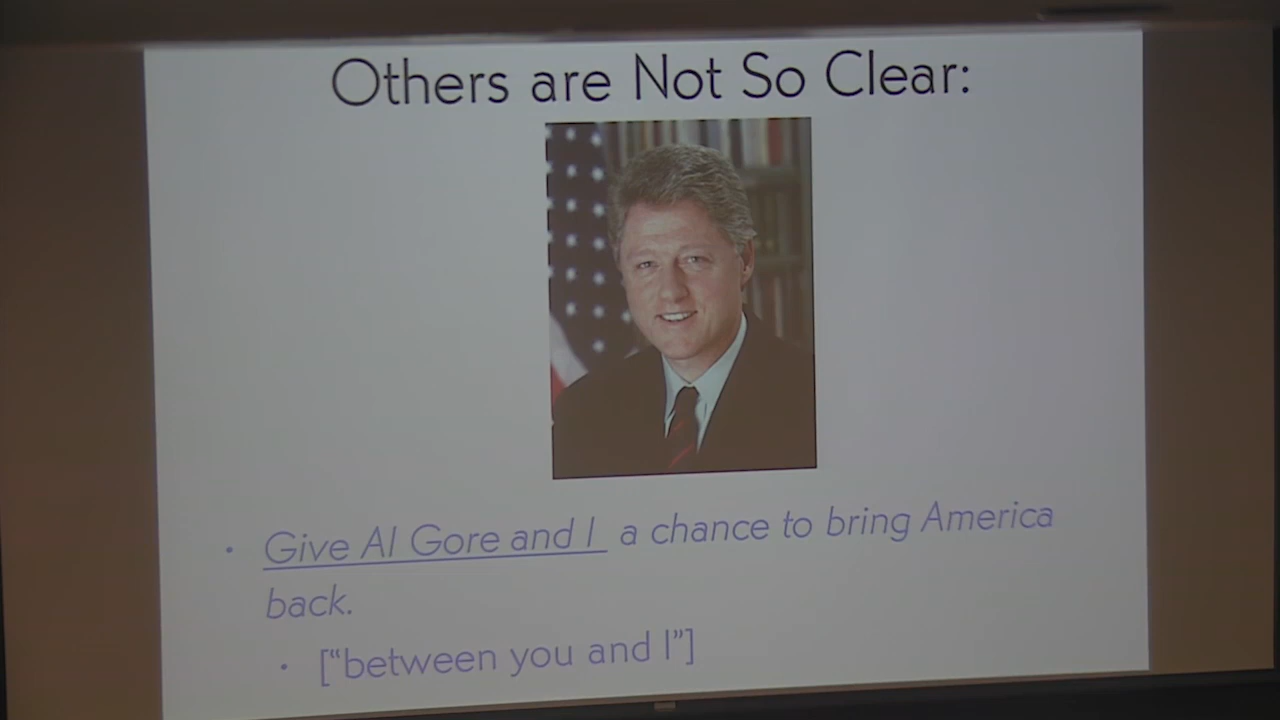 Others are Not So Clear:
• Give Al Gore and I a chance to bring America
back.
• ["between you and I"]